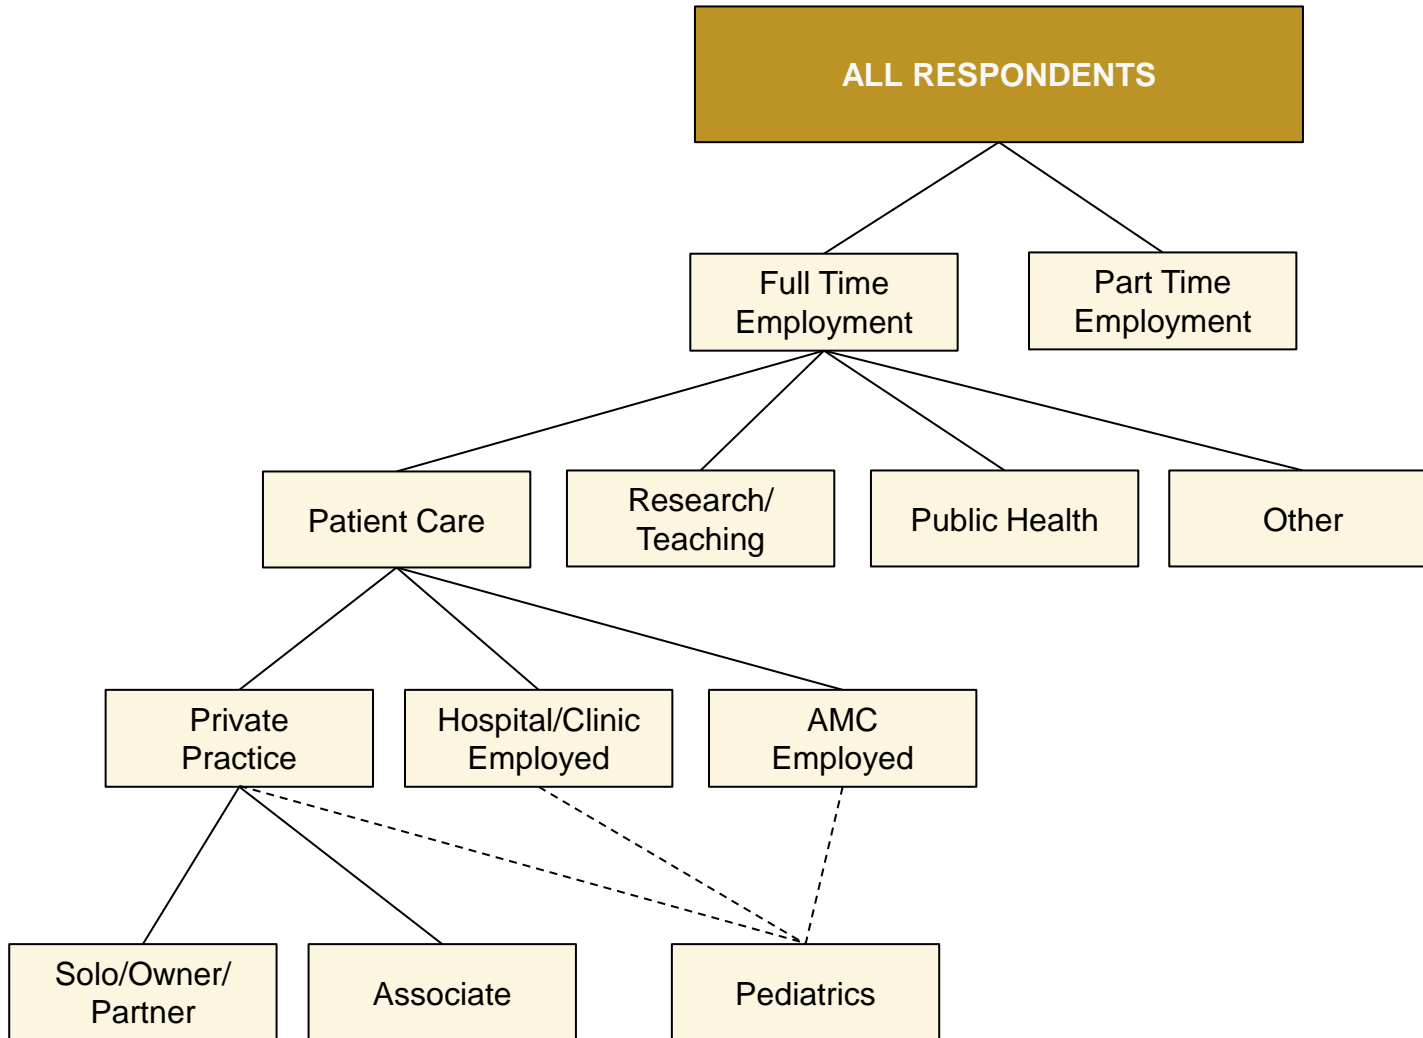 ALL RESPONDENTS
Full Time
Employment
Part Time
Employment
Patient Care
Research/
Teaching
Public Health
Other
Private
Practice
Hospital/Clinic
Employed
AMC
Employed
Solo/Owner/
Partner
Associate
Pediatrics